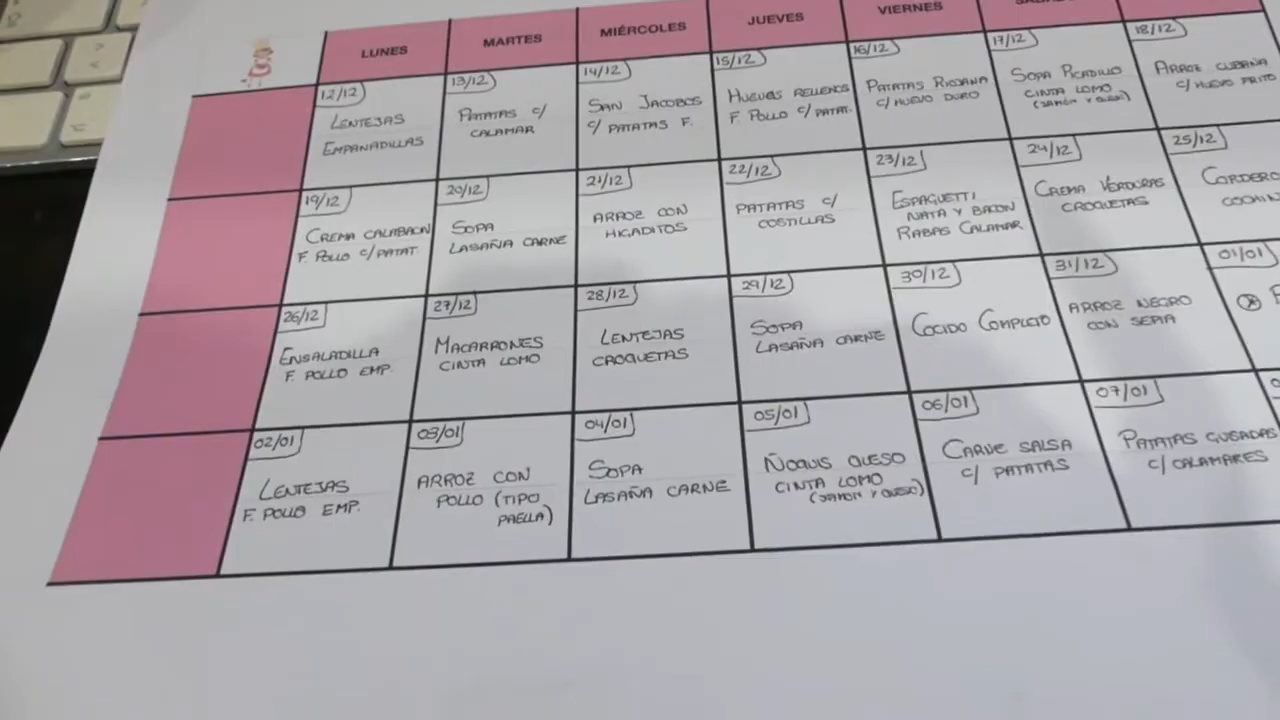 LUNES
MARTES
MIÉRCOLES
JUEVES
VIERNES
12/12
LENTEJAS
EMPANADILLAS
13/12
PATATAS C/
CALAMAR
14/12
SAN JACOBOS
C/ PATATAS F.
15/12
HUEVOS RELLENOS
F. POLLO C/PATAT.
16/12
PATATAS RIOJANA
C/HUEVO DURO
17/12
SOPA PICADILLO
CINTA LOMO
(JAMÓN Y QUESO)
18/12
ARROZ CUBANA
C/HUEVO FRITO
19/12
CREMA CALABACIN
F. POLLO C/PATAT.
20/12
SOPA
LASAÑA CARNE
21/12
ARROZ CON
HIGADITOS
22/12
PATATAS C/
COSTILLAS
23/12
ESPAGUETTI
NATA Y BACON
RABAS CALAMAR
24/12
CREMA VERDURAS
CROQUETAS
25/12
CORDERO
26/12
ENSALADILLA
F. POLLO EMP.
27/12
MACARRONES
CINTA LOMO
28/12
LENTEJAS
CROQUETAS
29/12
SOPA
LASAÑA CARNE
30/12
COCIDO COMPLETO
31/12
ARROZ NEGRO
CON SEPIA
01/01
02/01
LENTEJAS
F. POLLO EMP.
03/01
ARROZ CON
POLLO (TIPO
PAELLA)
04/01
SOPA
LASAÑA CARNE
05/01
ÑOQUIS QUESO
CINTA LOMO
(JAMÓN Y QUESO)
06/01
CARNE SALSA
C/ PATATAS
07/01
PATATAS GUISADAS
C/CALAMARES